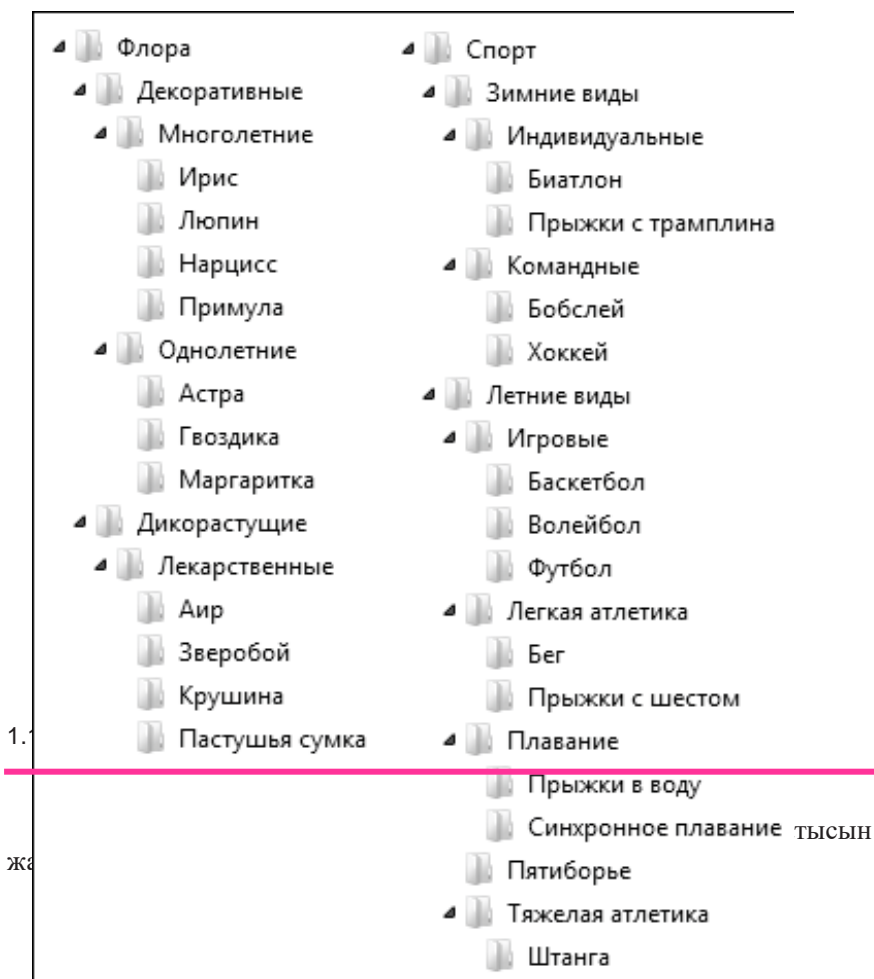 Флора
Декоративные
Многолетние
Ирис
Люпин
Нарцисс
Примула
Однолетние
Астра
Гвоздика
Маргаритка
Дикорастущие
Лекарственные
Аир
Зверобой
Крушина
Пастушья сумка
Спорт
Зимние виды
Индивидуальные
Биатлон
Прыжки с трамплина
Командные
Бобслей
Хоккей
Летние виды
Игровые
Баскетбол
Волейбол
Футбол
Легкая атлетика
Бег
Прыжки с шестом
Плавание
Прыжки в воду
Синхронное плавание
Пятиборье
Тяжелая атлетика
Штанга
тысын